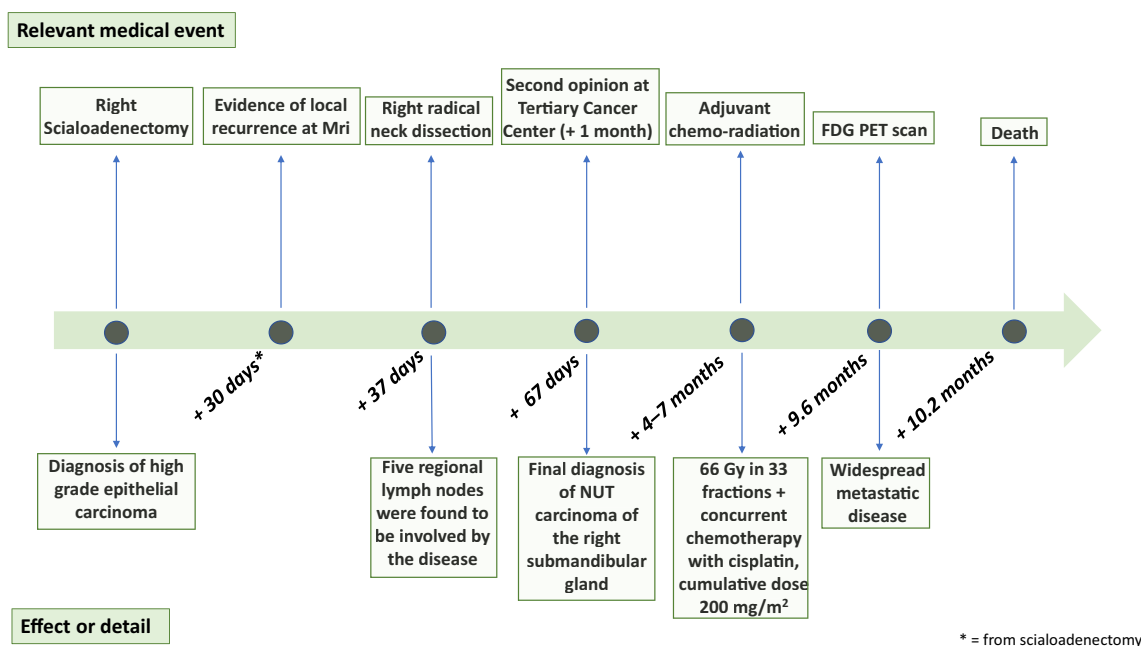 Relevant medical event
Right
Scialoadenectomy
Evidence of local
recurrence at Mri
Right radical
neck dissection
Second opinion at
Tertiary Cancer
Center (+ 1 month)
Adjuvant
chemo-radiation
FDG PET scan
Death
+ 30 days*
+ 37 days
+ 67 days
+ 4–7 months
+ 9.6 months
+ 10.2 months
Diagnosis of high
grade epithelial
carcinoma
Five regional
lymph nodes
were found to
be involved by
the disease
Final diagnosis
of NUT
carcinoma of
the right
submandibular
gland
66 Gy in 33
fractions +
concurrent
chemotherapy
with cisplatin,
cumulative dose
200 mg/m²
Widespread
metastatic
disease
Effect or detail
* = from scialoadenectomy